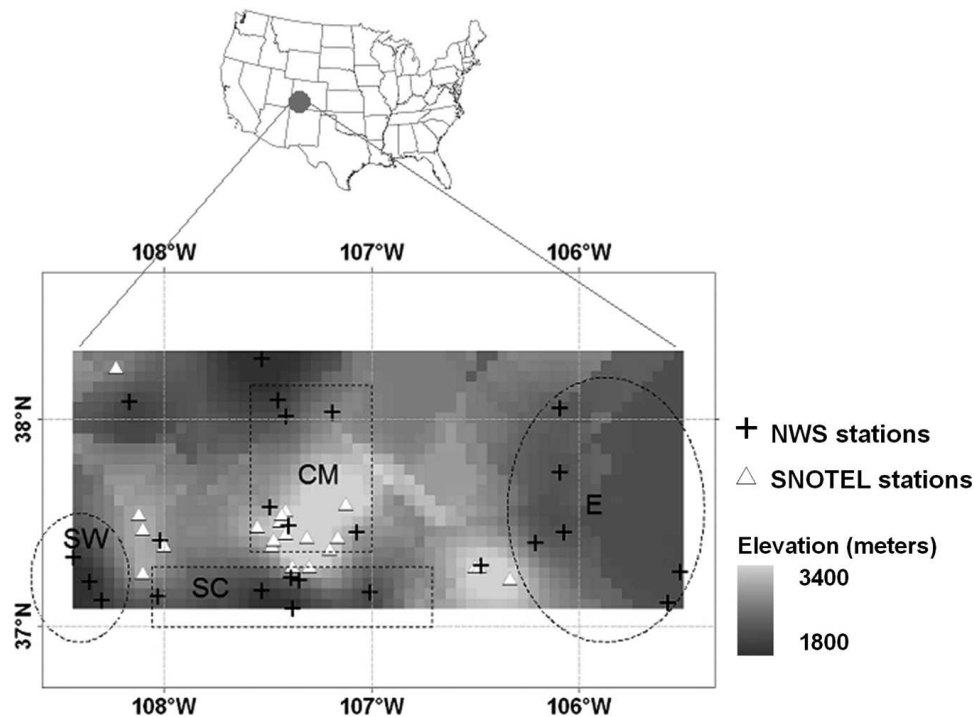 108°W 107°W 106°W
38°N
37°N
CM
E
SW
SC
NWS stations
SNOTEL stations
Elevation (meters)
3400
1800
108°W 107°W 106°W